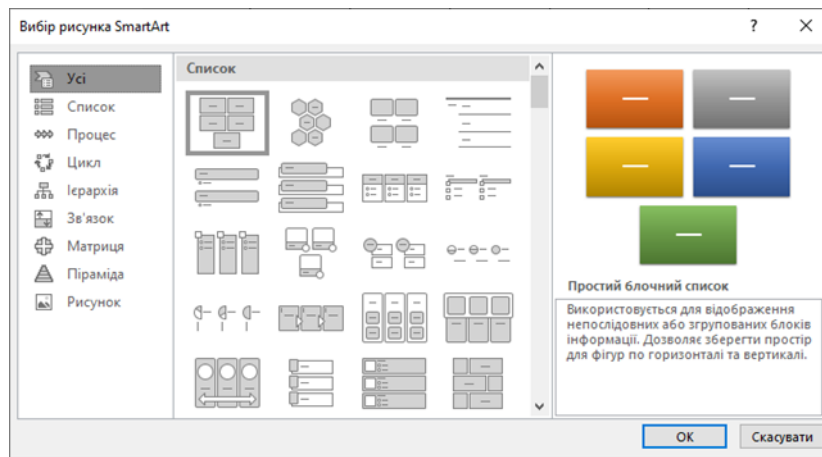 Вибір рисунка SmartArt
?
Усі
Список
Процес
Цикл
Ієрархія
Зв'язок
Матриця
Піраміда
Рисунок
Список
Простий блочний список
Використовується для відображення
непослідовних або згрупованих блоків
інформації. Дозволяє зберегти простір
для фігур по горизонталі та вертикалі.
ОК
Скасувати